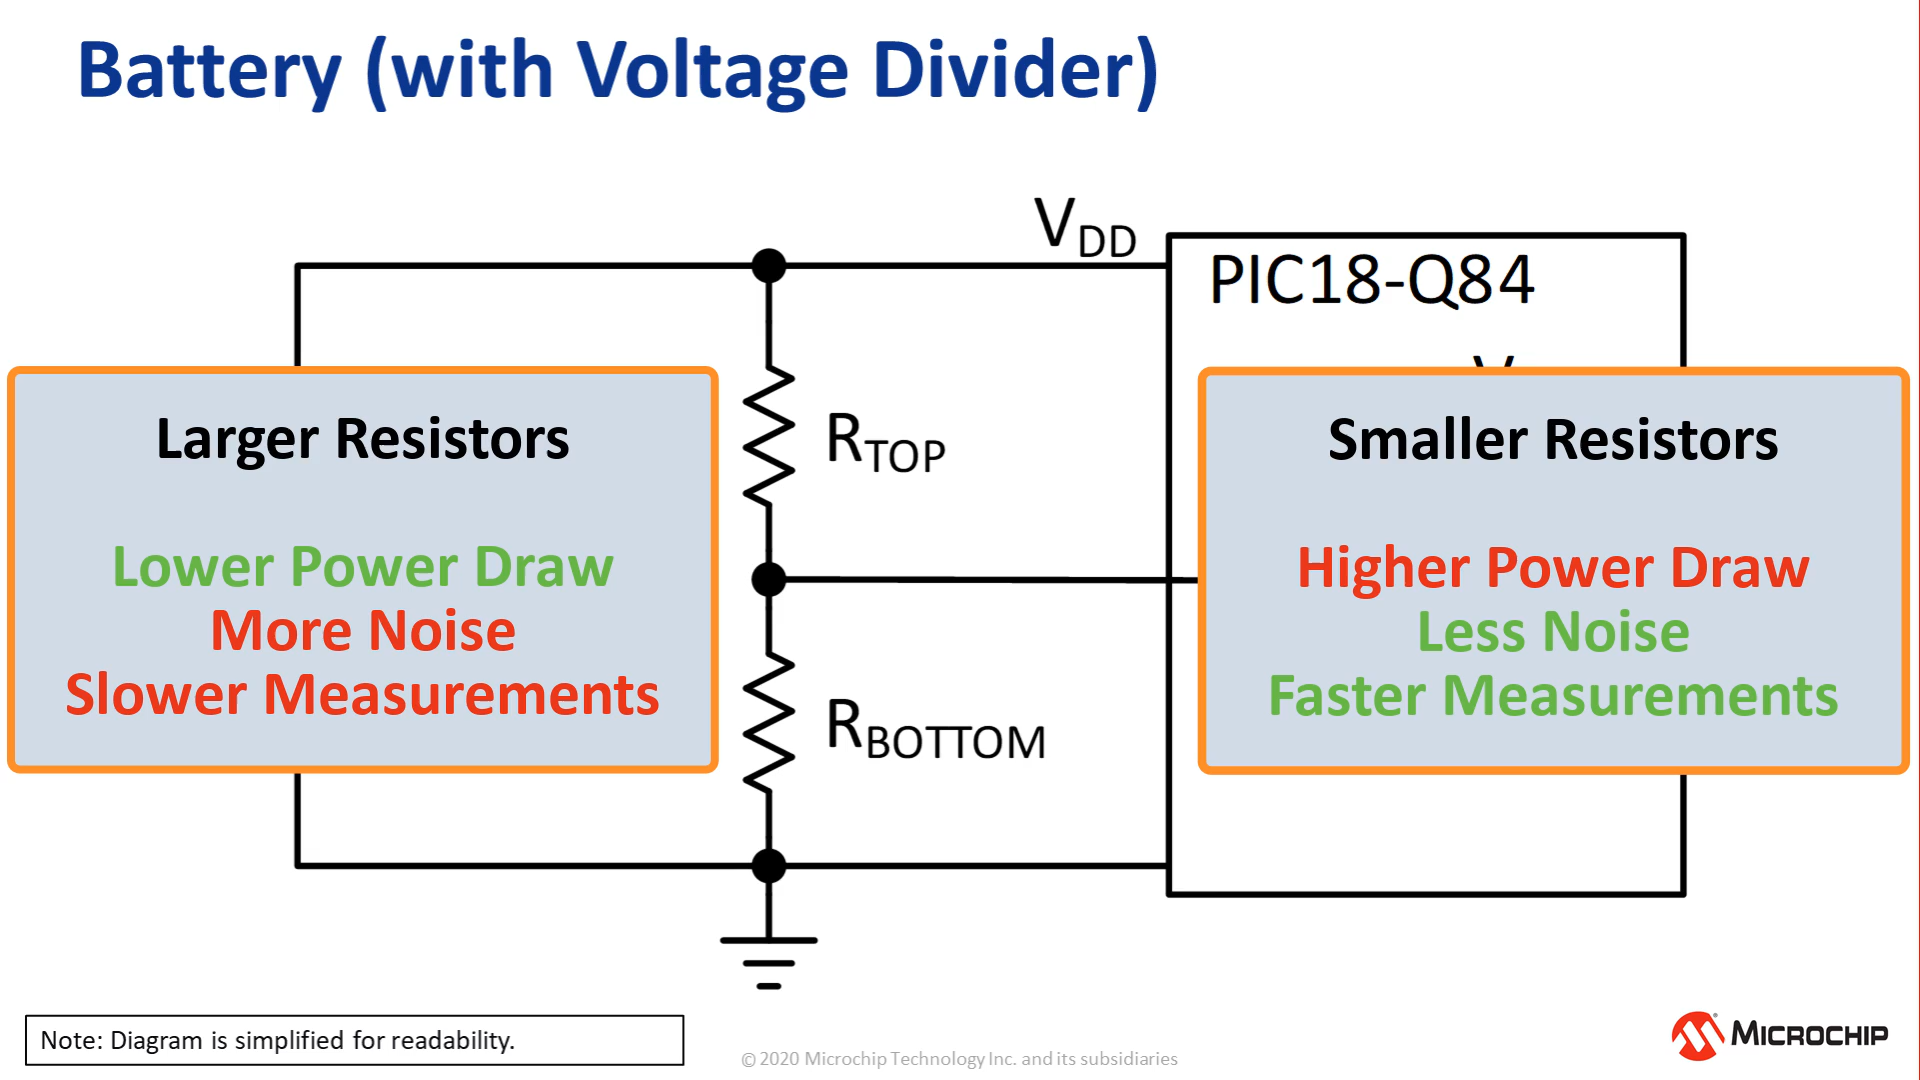 Battery (with Voltage Divider)
VDD
PIC18-Q84
Larger Resistors
Lower Power Draw
More Noise
Slower Measurements
RTOP
RBOTTOM
Smaller Resistors
Higher Power Draw
Less Noise
Faster Measurements
Note: Diagram is simplified for readability.
© 2020 Microchip Technology Inc. and its subsidiaries
MICROCHIP